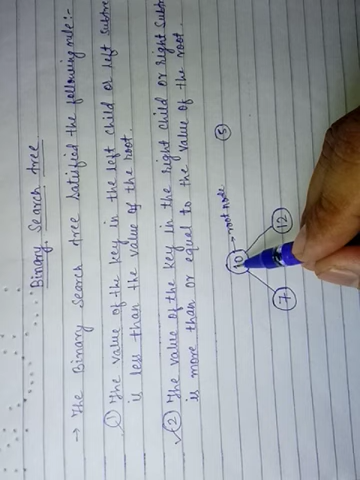 Binary Search tree
→ The Binary Search tree satisfied the following rule:-
① The value of the key in the left child or left subtree
is less than the value of the root.
② The value of the key in the right child or right subtree
is more than or equal to the value of the root.
5
10 → root node
7 12